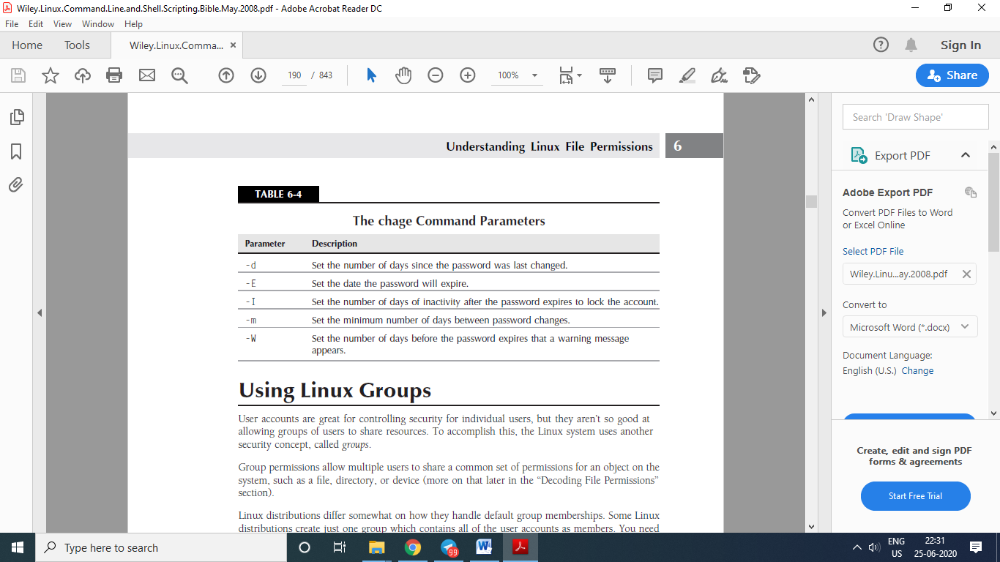 Wiley.Linux.Command.Line.and.Shell.Scripting.Bible.May.2008.pdf - Adobe Acrobat Reader DC
File Edit View Window Help
Home Tools Wiley.Linux.Comma... × Sign In
190 / 843 100% Share
Understanding Linux File Permissions 6
TABLE 6-4
The chage Command Parameters
Parameter Description
-d Set the number of days since the password was last changed.
-E Set the date the password will expire.
-I Set the number of days of inactivity after the password expires to lock the account.
-m Set the minimum number of days between password changes.
-W Set the number of days before the password expires that a warning message
appears.
Using Linux Groups
User accounts are great for controlling security for individual users, but they aren't so good at
allowing groups of users to share resources. To accomplish this, the Linux system uses another
security concept, called groups.
Group permissions allow multiple users to share a common set of permissions for an object on the
system, such as a file, directory, or device (more on that later in the “Decoding File Permissions”
section).
Linux distributions differ somewhat on how they handle default group memberships. Some Linux
distributions create just one group which contains all of the user accounts as members. You need
Search 'Draw Shape'
Export PDF
Adobe Export PDF
Convert PDF Files to Word
or Excel Online
Select PDF File
Wiley.Linu...ay.2008.pdf
Convert to
Microsoft Word (*.docx)
Document Language:
English (U.S.) Change
Create, edit and sign PDF
forms & agreements
Start Free Trial
Type here to search
99
ENG
US
22:31
25-06-2020